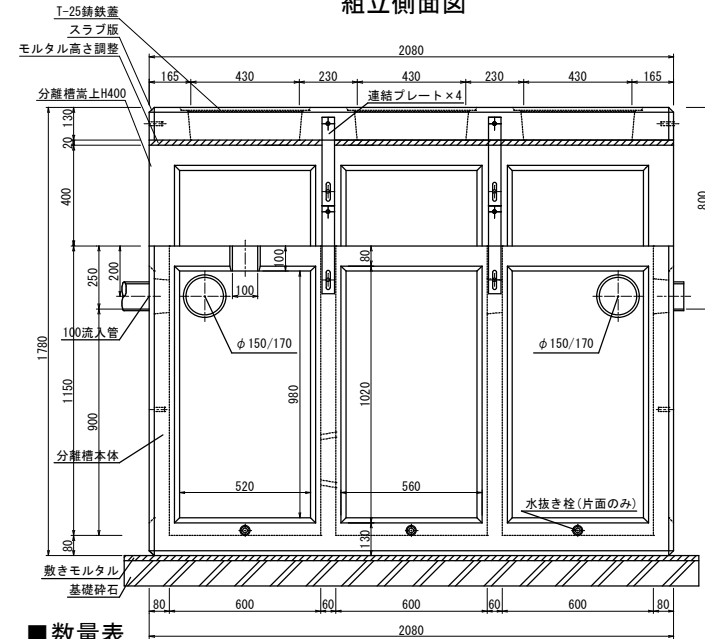 組立側面図
T-25鋳鉄蓋
スラブ版
モルタル高さ調整
分離槽嵩上H400
連結プレート×4
2080
165
430
230
430
230
430
165
130
20
400
800
1780
250
200
100
100
80
100流入管
φ150/170
φ150/170
1150
900
980
1020
分離槽本体
520
560
水抜き栓(片面のみ)
80
130
敷きモルタル
基礎砕石
80
600
60
600
60
600
80
2080
■数量表